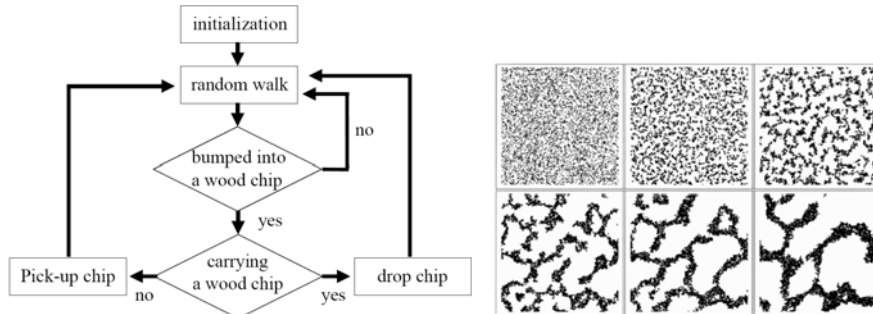 initialization
random walk
no
bumped into
a wood chip
yes
carrying
a wood chip
Pick-up chip
no
yes
drop chip